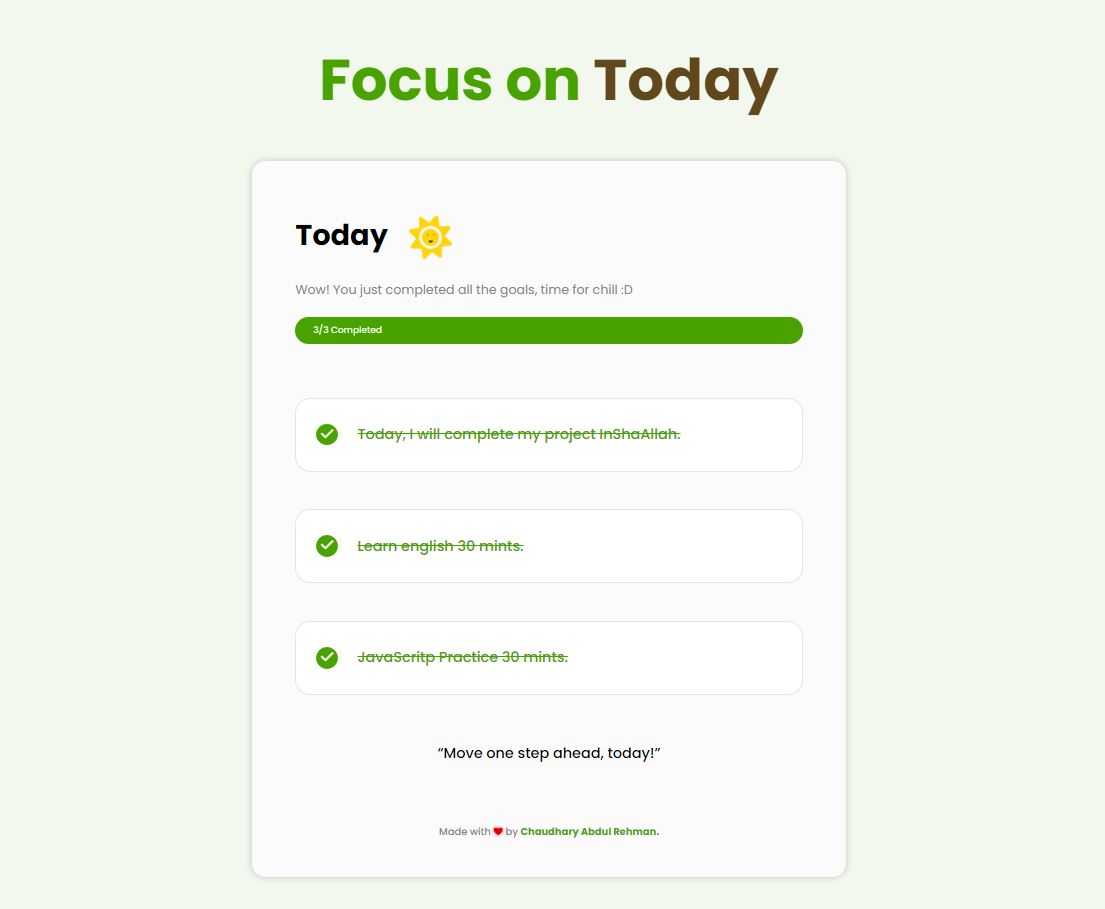 Focus on Today
Today
Wow! You just completed all the goals, time for chill :D
3/3 Completed
Today, I will complete my project InShaAllah.
Learn english 30 mints.
JavaScritp Practice 30 mints.
“Move one step ahead, today!”
Made with ❤ by Chaudhary Abdul Rehman.